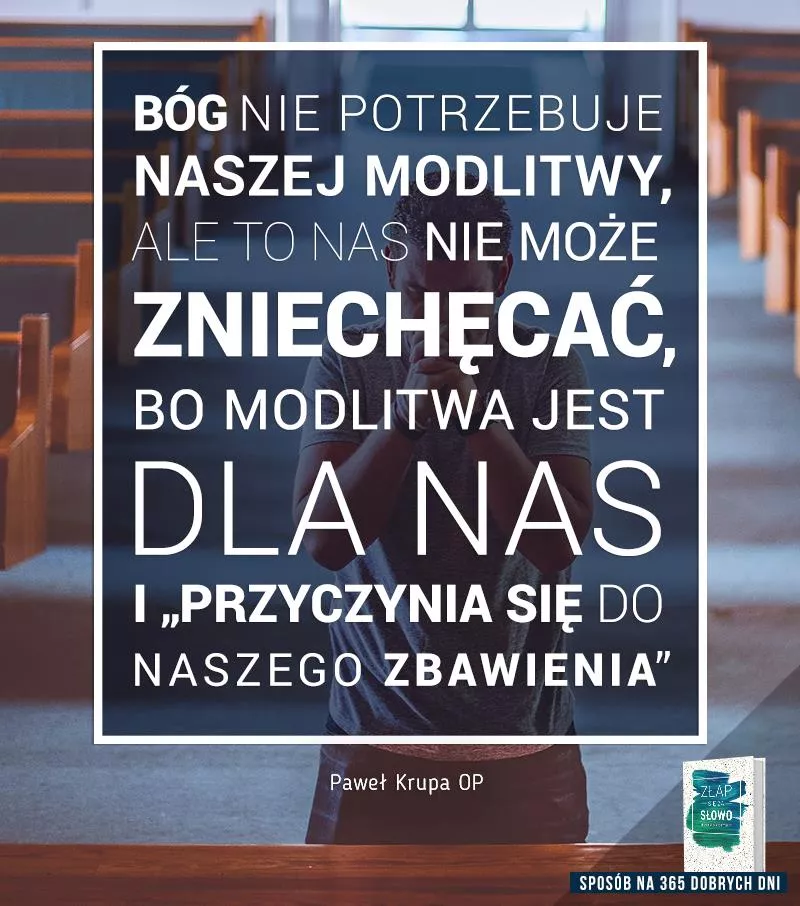 BÓG NIE POTRZEBUJE
NASZEJ MODLITWY,
ALE TO NAS NIE MOŻE
ZNIECHĘCAĆ,
BO MODLITWA JEST
DLA NAS
I „PRZYCZYNIA SIĘ DO
NASZEGO ZBAWIENIA”
Paweł Krupa OP
ZŁAP
SŁOWO
SPOSÓB NA 365 DOBRYCH DNI